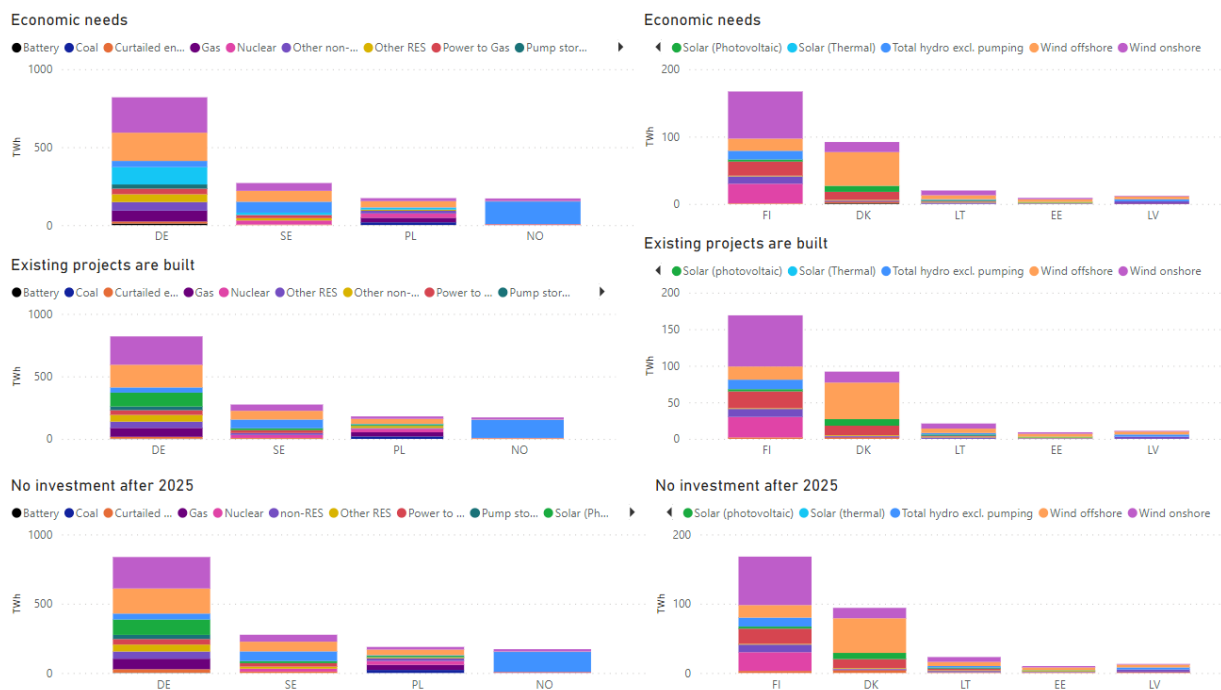 Economic needs
Battery Coal Curtailed en... Gas Nuclear Other non-... Other RES Power to Gas Pump stor...
1000
500
0
TWh
DE SE PL NO
Economic needs
Solar (Photovoltaic) Solar (Thermal) Total hydro excl. pumping Wind offshore Wind onshore
200
100
0
TWh
FI DK LT EE LV
Existing projects are built
Battery Coal Curtailed e... Gas Nuclear Other RES Other non-... Power to ... Pump stor...
1000
500
0
TWh
DE SE PL NO
Existing projects are built
Solar (photovoltaic) Solar (Thermal) Total hydro excl. pumping Wind offshore Wind onshore
200
150
100
50
0
TWh
FI DK LT EE LV
No investment after 2025
Battery Coal Curtailed ... Gas Nuclear non-RES Other RES Power to ... Pump sto... Solar (Ph...
1000
500
0
TWh
DE SE PL NO
No investment after 2025
Solar (photovoltaic) Solar (thermal) Total hydro excl. pumping Wind offshore Wind onshore
200
100
0
TWh
FI DK LT EE LV